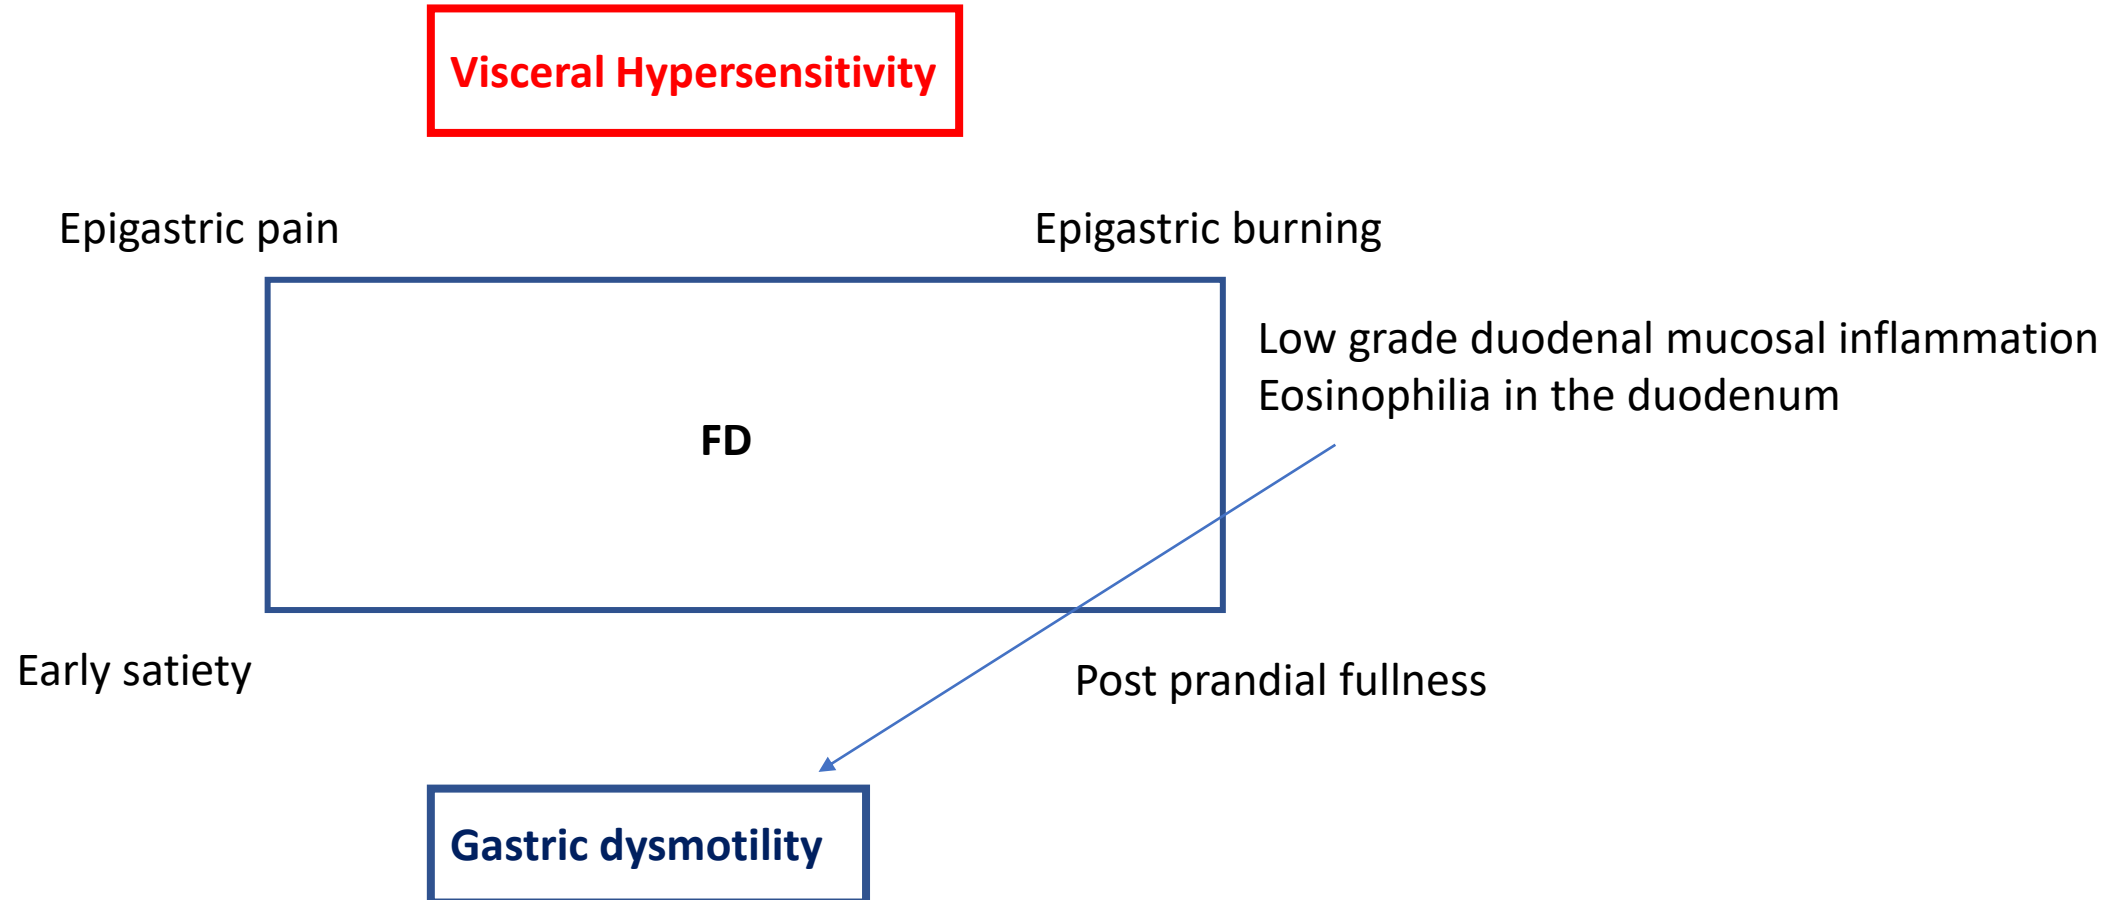 Visceral Hypersensitivity
Epigastric pain
Epigastric burning
Low grade duodenal mucosal inflammation
Eosinophilia in the duodenum
FD
Early satiety
Post prandial fullness
Gastric dysmotility